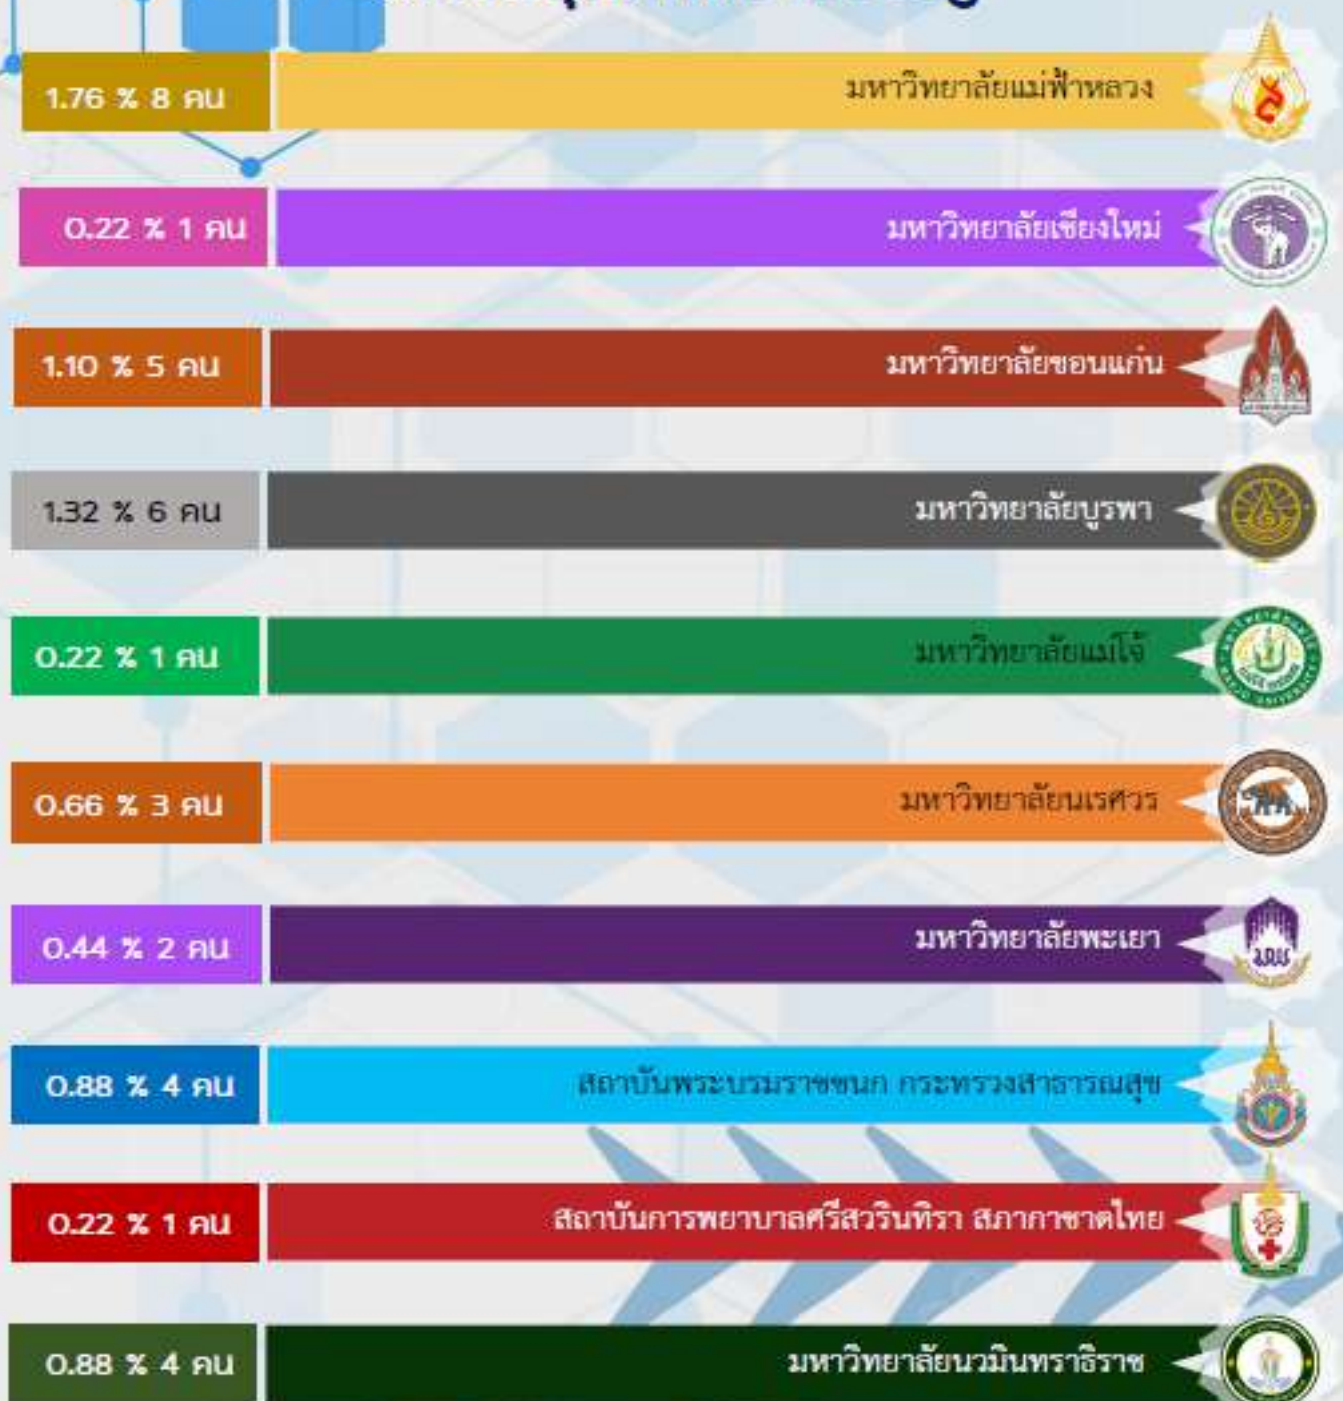 1.76 % 8 คน มหาวิทยาลัยแม่ฟ้าหลวง
0.22 % 1 คน มหาวิทยาลัยเชียงใหม่
1.10 % 5 คน มหาวิทยาลัยขอนแก่น
1.32 % 6 คน มหาวิทยาลัยบูรพา
0.22 % 1 คน มหาวิทยาลัยแม่โจ้
0.66 % 3 คน มหาวิทยาลัยนเรศวร
0.44 % 2 คน มหาวิทยาลัยพะเยา
0.88 % 4 คน สถาบันพระบรมราชชนก กระทรวงสาธารณสุข
0.22 % 1 คน สถาบันการพยาบาลศรีสวรินทิรา สภากาชาดไทย
0.88 % 4 คน มหาวิทยาลัยนวมินทราธิราช